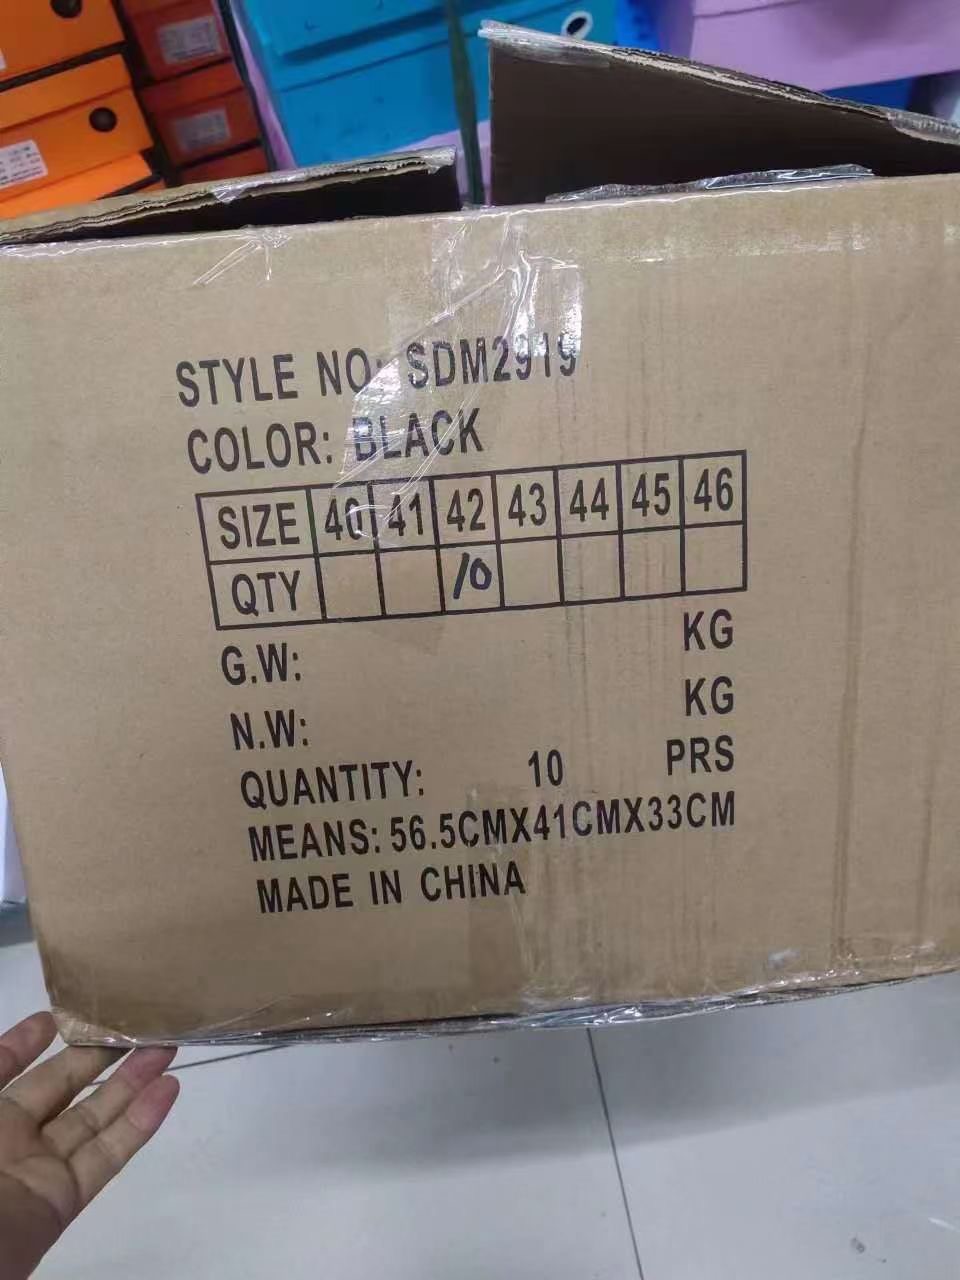 STYLE NO: SDM2919
COLOR: BLACK
SIZE 40 41 42 43 44 45 46
QTY 10
G.W: KG
N.W: KG
QUANTITY: 10 PRS
MEANS: 56.5CMX41CMX33CM
MADE IN CHINA